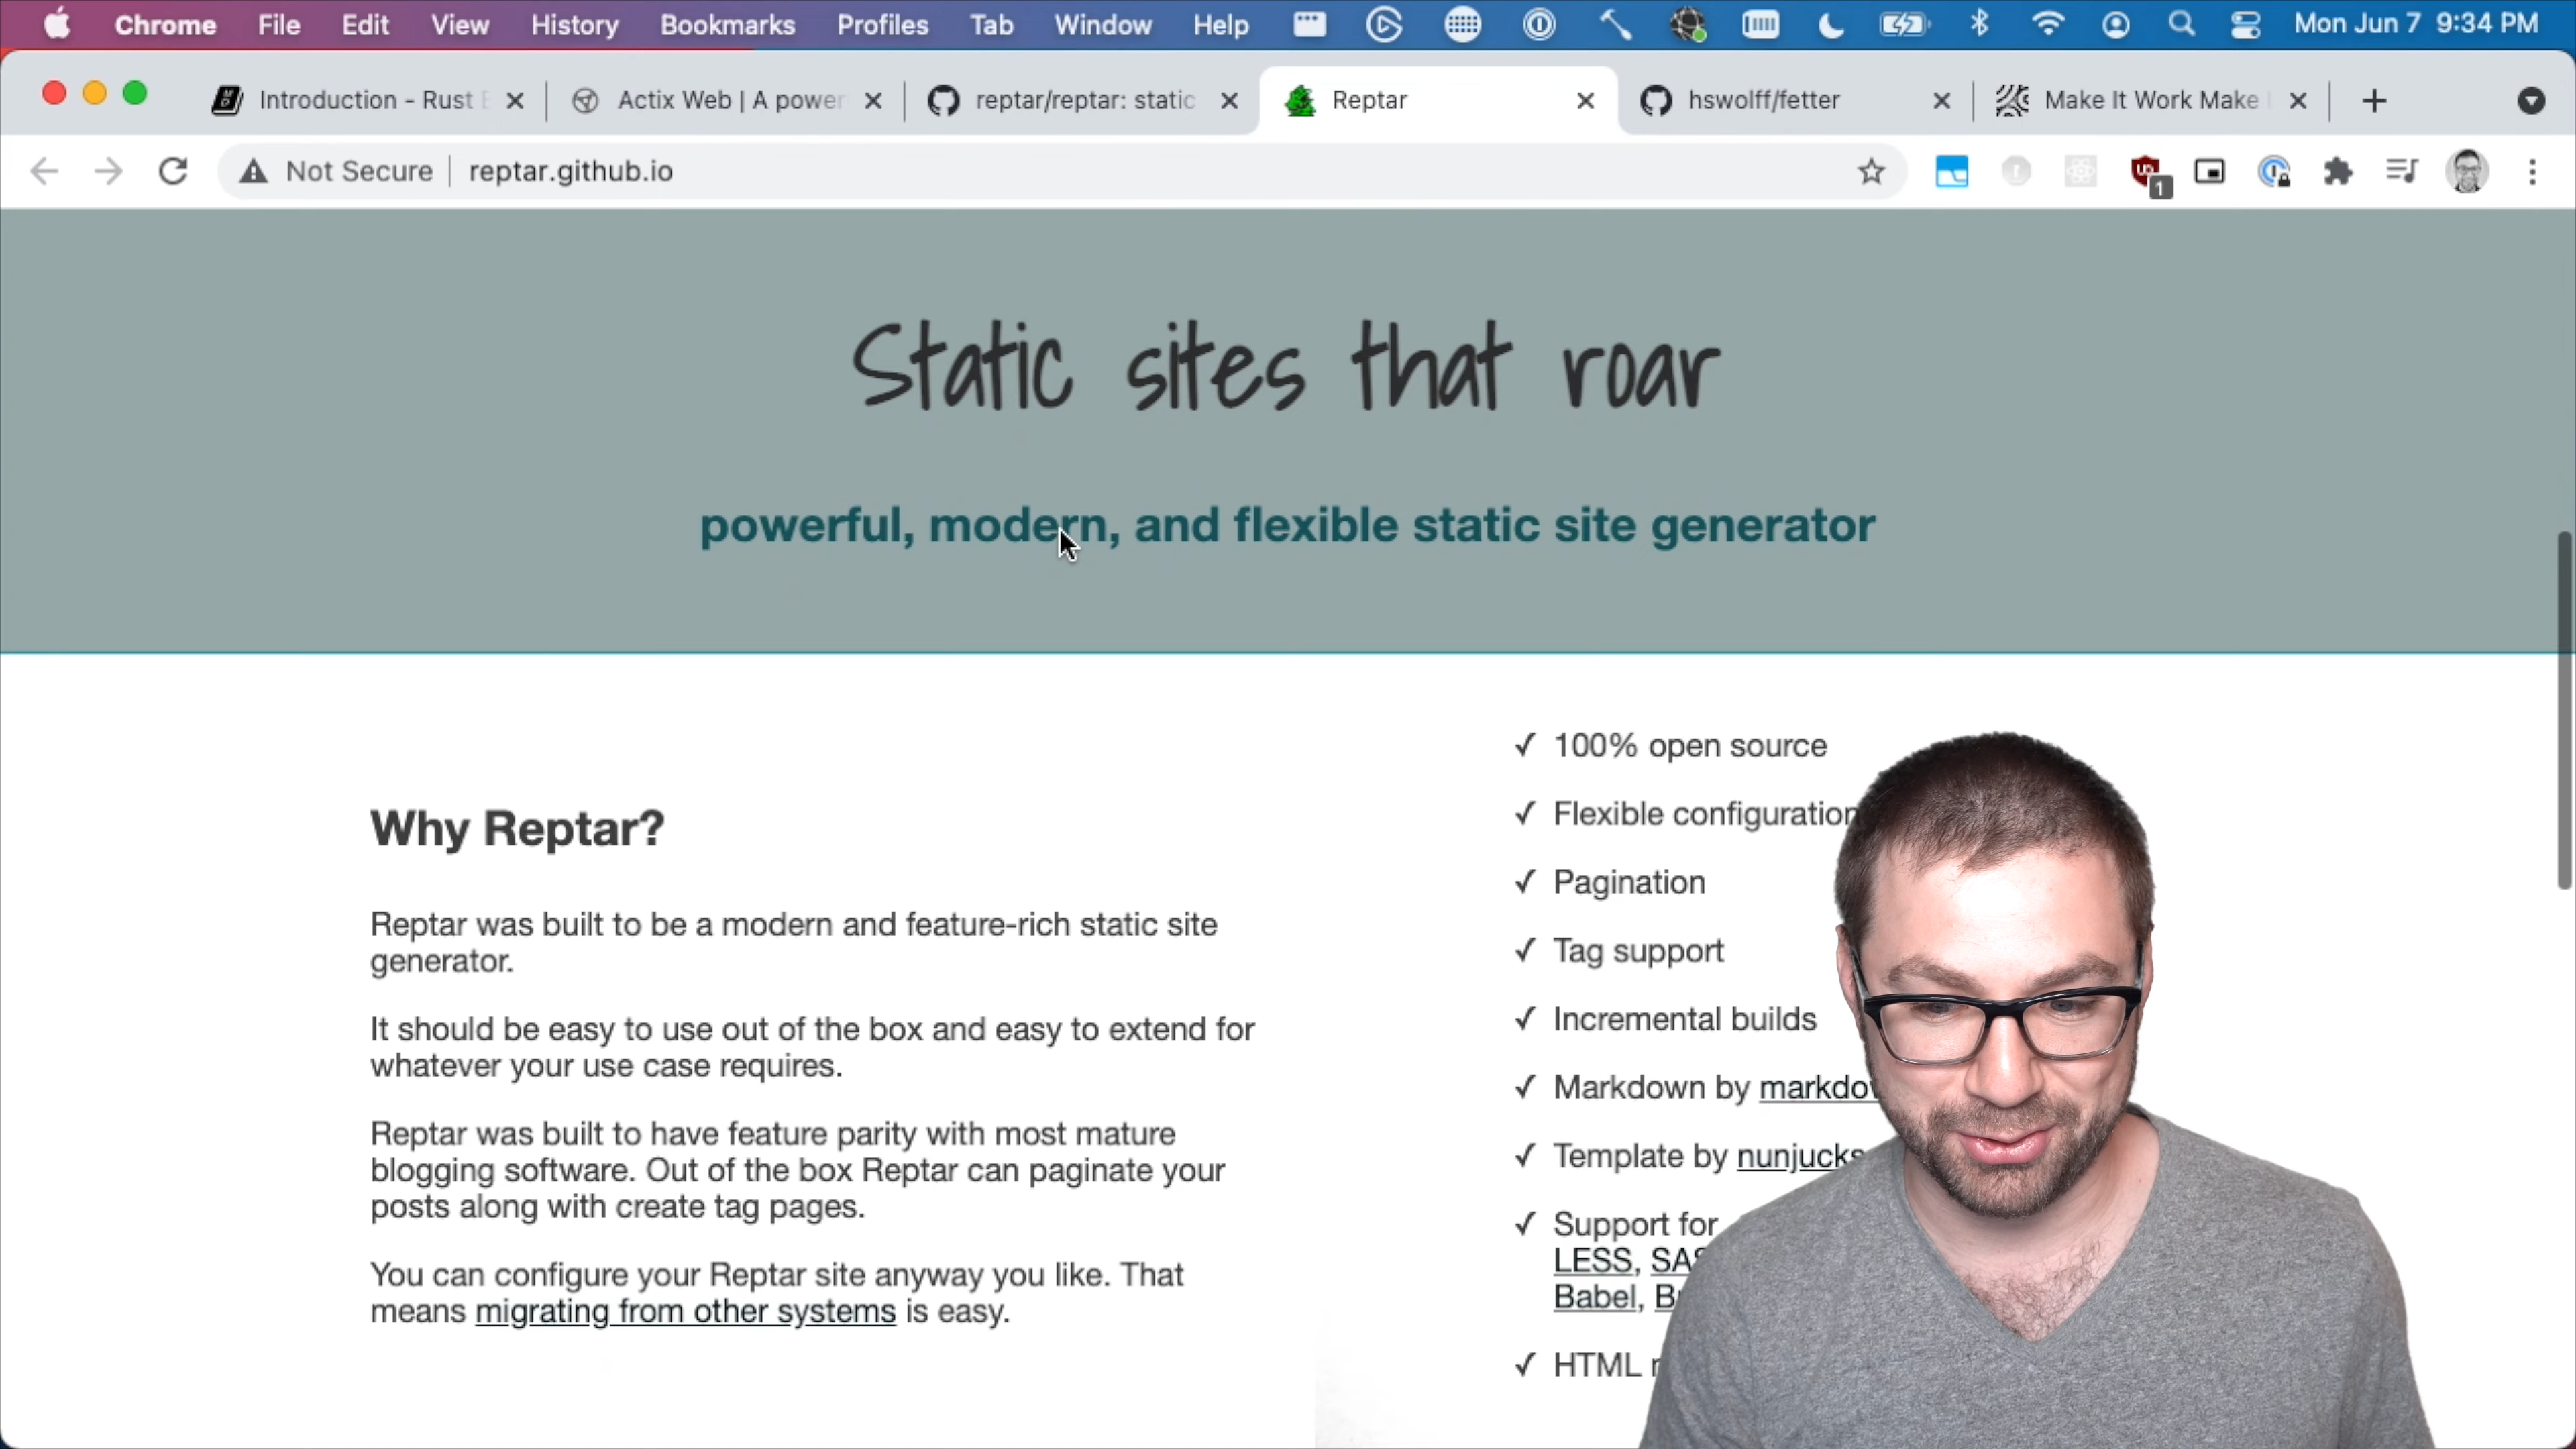 Chrome File Edit View History Bookmarks Profiles Tab Window Help Mon Jun 7 9:34 PM
Introduction - Rust Actix Web | A power reptar/reptar: static Reptar hswolff/fetter Make It Work Make
Not Secure reptar.github.io 1
Static sites that roar
powerful, modern, and flexible static site generator
Why Reptar?
Reptar was built to be a modern and feature-rich static site
generator.
It should be easy to use out of the box and easy to extend for
whatever your use case requires.
Reptar was built to have feature parity with most mature
blogging software. Out of the box Reptar can paginate your
posts along with create tag pages.
You can configure your Reptar site anyway you like. That
means migrating from other systems is easy.
✓ 100% open source
✓ Flexible configuration
✓ Pagination
✓ Tag support
✓ Incremental builds
✓ Markdown by
✓ Template by nunjucks
✓ Support for
LESS,
Babel,
✓ HTML